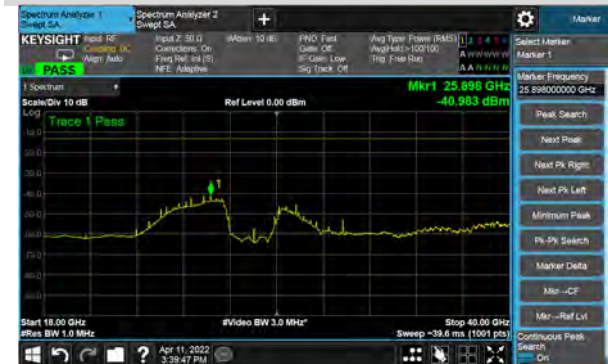 Spectrum Analyzer 1
Swept SA
Spectrum Analyzer 2
Swept SA
+
Marker
KEYSIGHT
Input: RF
Coupling: DC
Align: Auto
Input Z: 50 Ω
Corrections: On
Freq Ref: Int (S)
NFE: Adaptive
#Atten: 10 dB
PNO: Fast
Gate: Off
IF Gain: Low
Sig Track: Off
Avg Type: Power (RMS)
Avg|Hold:>100/100
Trig: Free Run
PASS
Select Marker
Marker 1
Marker Frequency
25.898000000 GHz
1 Spectrum
Mkr1 25.898 GHz
-40.983 dBm
Scale/Div 10 dB
Ref Level 0.00 dBm
Log
Trace 1 Pass
1
Peak Search
Next Peak
Next Pk Right
Next Pk Left
Minimum Peak
Pk-Pk Search
Marker Delta
Mkr→CF
Mkr→Ref Lvl
Continuous Peak
Search
On
Start 18.00 GHz
#Res BW 1.0 MHz
#Video BW 3.0 MHz*
Stop 40.00 GHz
Sweep ~39.6 ms (1001 pts)
?
Apr 11, 2022
3:39:47 PM